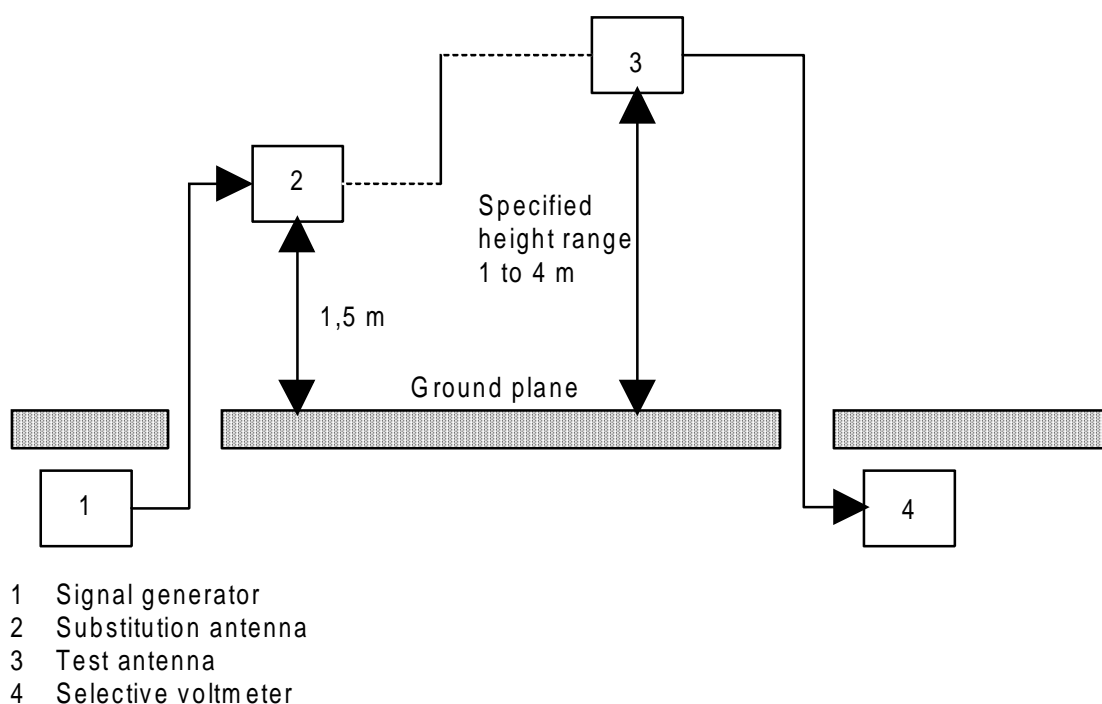 3
2
Specified
height range
1 to 4 m
1,5 m
Ground plane
1
4
1 Signal generator
2 Substitution antenna
3 Test antenna
4 Selective voltmeter